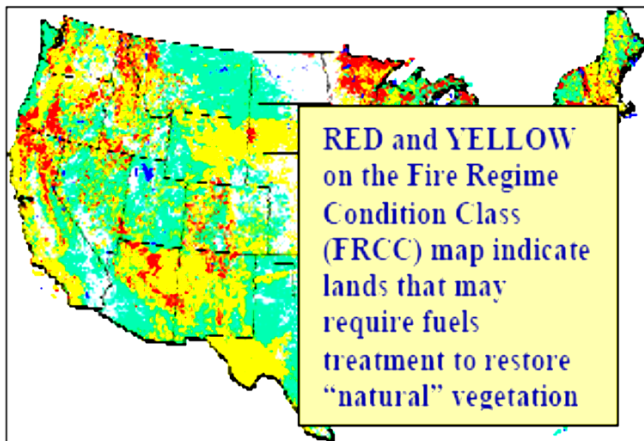 RED and YELLOW
on the Fire Regime
Condition Class
(FRCC) map indicate
lands that may
require fuels
treatment to restore
“natural” vegetation